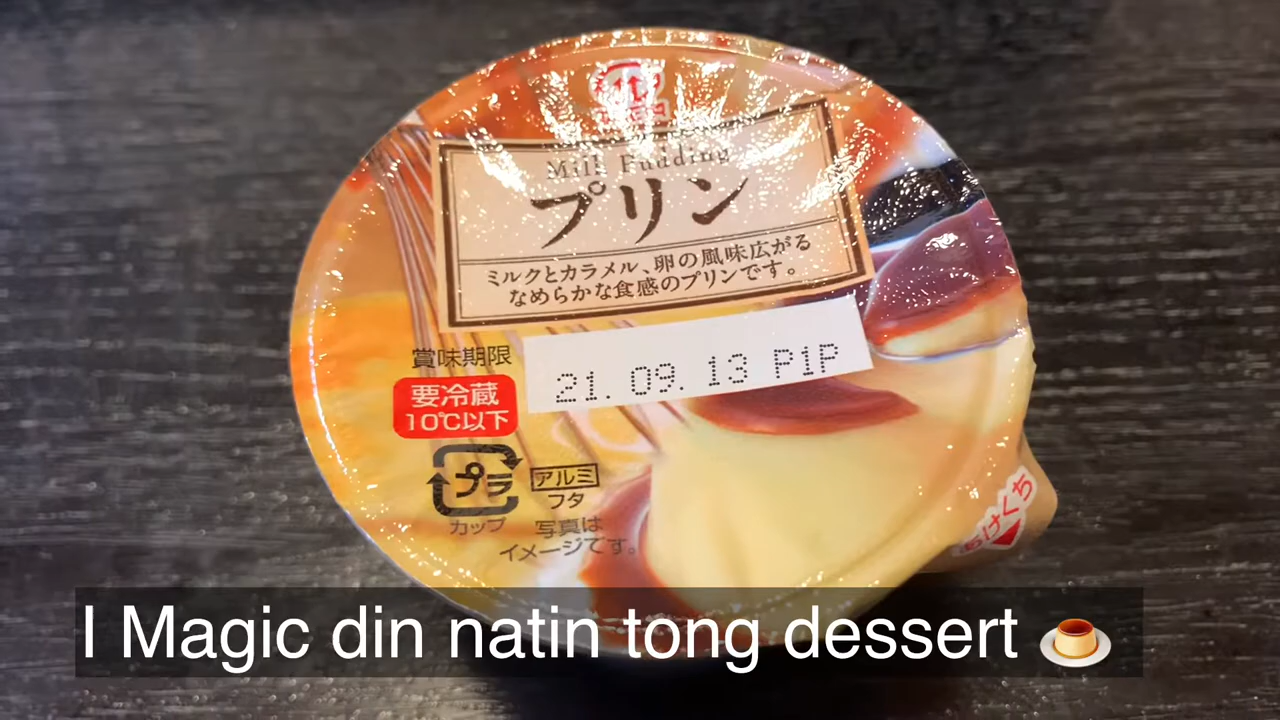 Milk Pudding
プリン
ミルクとカラメル、卵の風味広がる
なめらかな食感のプリンです。
賞味期限
21. 09. 13 P1P
要冷蔵
10℃以下
プラ
アルミ
カップ
フタ
写真は
イメージです。
あけくち
I Magic din natin tong dessert 🍮